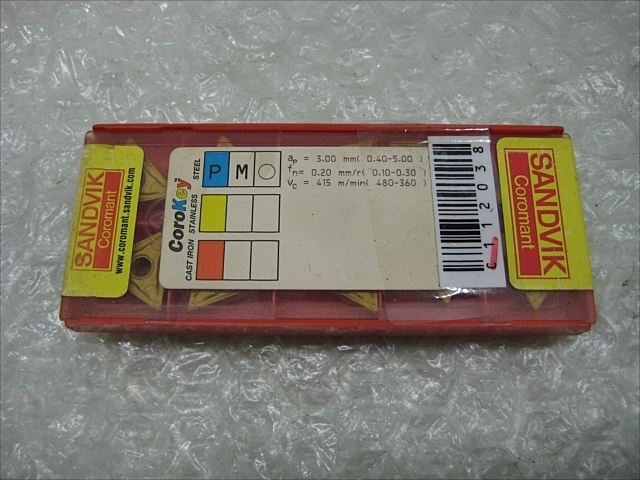 SANDVIK
Coromant
www.coromant.sandvik.com
CoroKey
STEEL
P M
STAINLESS
CAST IRON
ap = 3.00 mm( 0.40-5.00 )
fn= 0.20 mm/r( 0.10-0.30 )
Vc = 415 m/min( 480-360 )
C112038
SANDVIK
Coromant